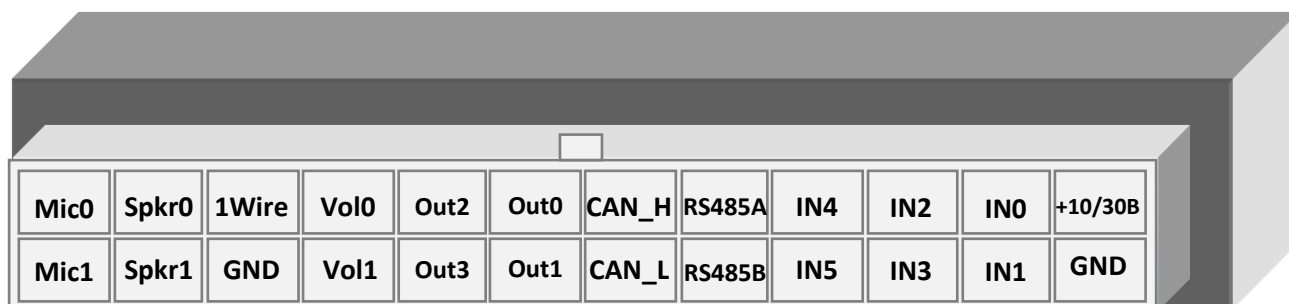 Mic0 Spkr0 1Wire Vol0 Out2 Out0 CAN_H RS485A IN4 IN2 IN0 +10/30B
Mic1 Spkr1 GND Vol1 Out3 Out1 CAN_L RS485B IN5 IN3 IN1 GND